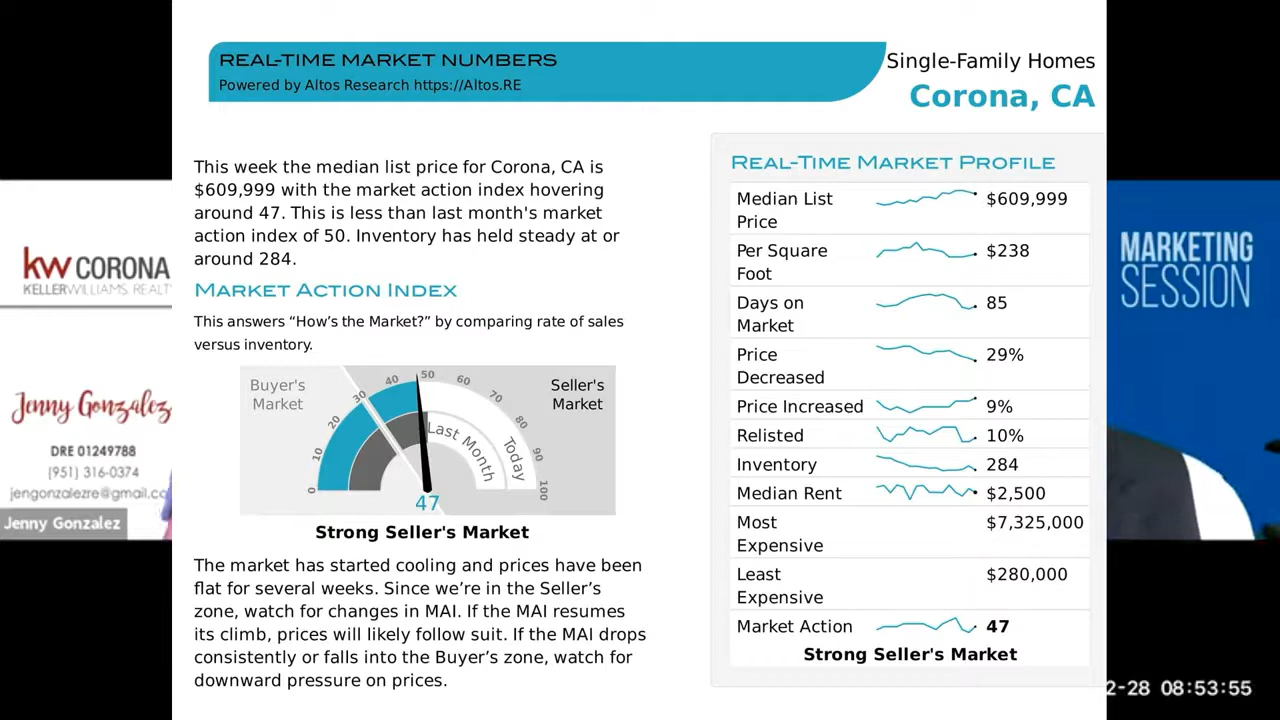 REAL-TIME MARKET NUMBERS
Powered by Altos Research https://Altos.RE
Single-Family Homes
Corona, CA
This week the median list price for Corona, CA is
$609,999 with the market action index hovering
around 47. This is less than last month's market
action index of 50. Inventory has held steady at or
around 284.
MARKET ACTION INDEX
This answers “How’s the Market?” by comparing rate of sales
versus inventory.
Buyer's
Market
Seller's
Market
0
10
20
30
40
50
60
70
80
90
100
Last Month
Today
47
Strong Seller's Market
The market has started cooling and prices have been
flat for several weeks. Since we’re in the Seller’s
zone, watch for changes in MAI. If the MAI resumes
its climb, prices will likely follow suit. If the MAI drops
consistently or falls into the Buyer’s zone, watch for
downward pressure on prices.
REAL-TIME MARKET PROFILE
Median List
Price
$609,999
Per Square
Foot
$238
Days on
Market
85
Price
Decreased
29%
Price Increased 9%
Relisted 10%
Inventory 284
Median Rent $2,500
Most
Expensive
$7,325,000
Least
Expensive
$280,000
Market Action 47
Strong Seller's Market
kw CORONA
KELLERWILLIAMS. REALT
Jenny Gonzalez
DRE 01249788
(951) 316-0374
jengonzalezre@gmail.co
Jenny Gonzalez
MARKETING
SESSION
2-28 08:53:55